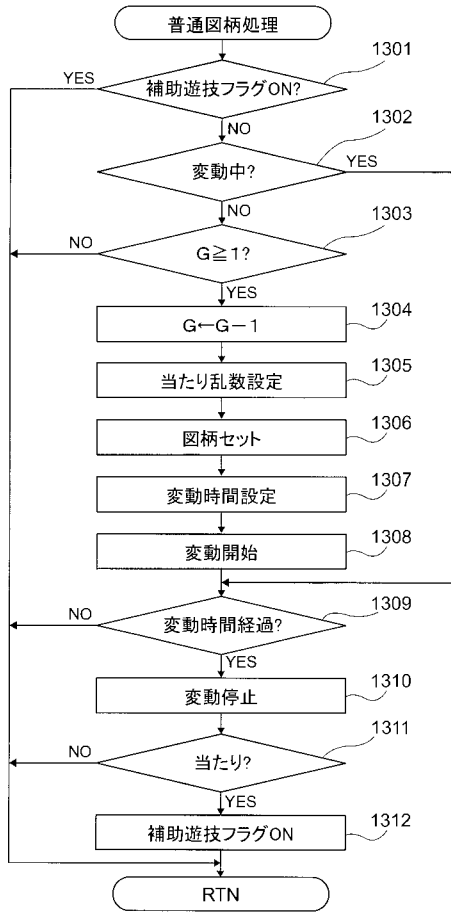 普通図柄処理
1301
YES
補助遊技フラグON?
NO
1302
変動中?
YES
NO
1303
NO
G≧1?
YES
1304
G←G－1
1305
当たり乱数設定
1306
図柄セット
1307
変動時間設定
1308
変動開始
1309
NO
変動時間経過?
YES
1310
変動停止
1311
NO
当たり?
YES
1312
補助遊技フラグON
RTN